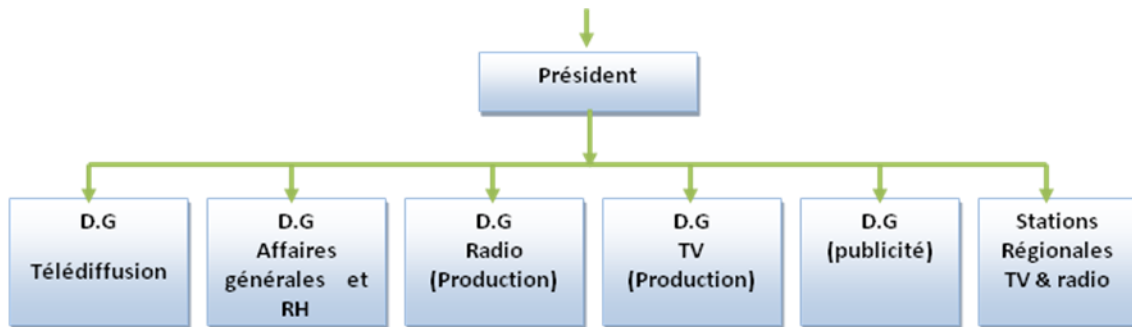 Président
D.G
Télédiffusion
D.G
Affaires
générales et
RH
D.G
Radio
(Production)
D.G
TV
(Production)
D.G
(publicité)
Stations
Régionales
TV & radio